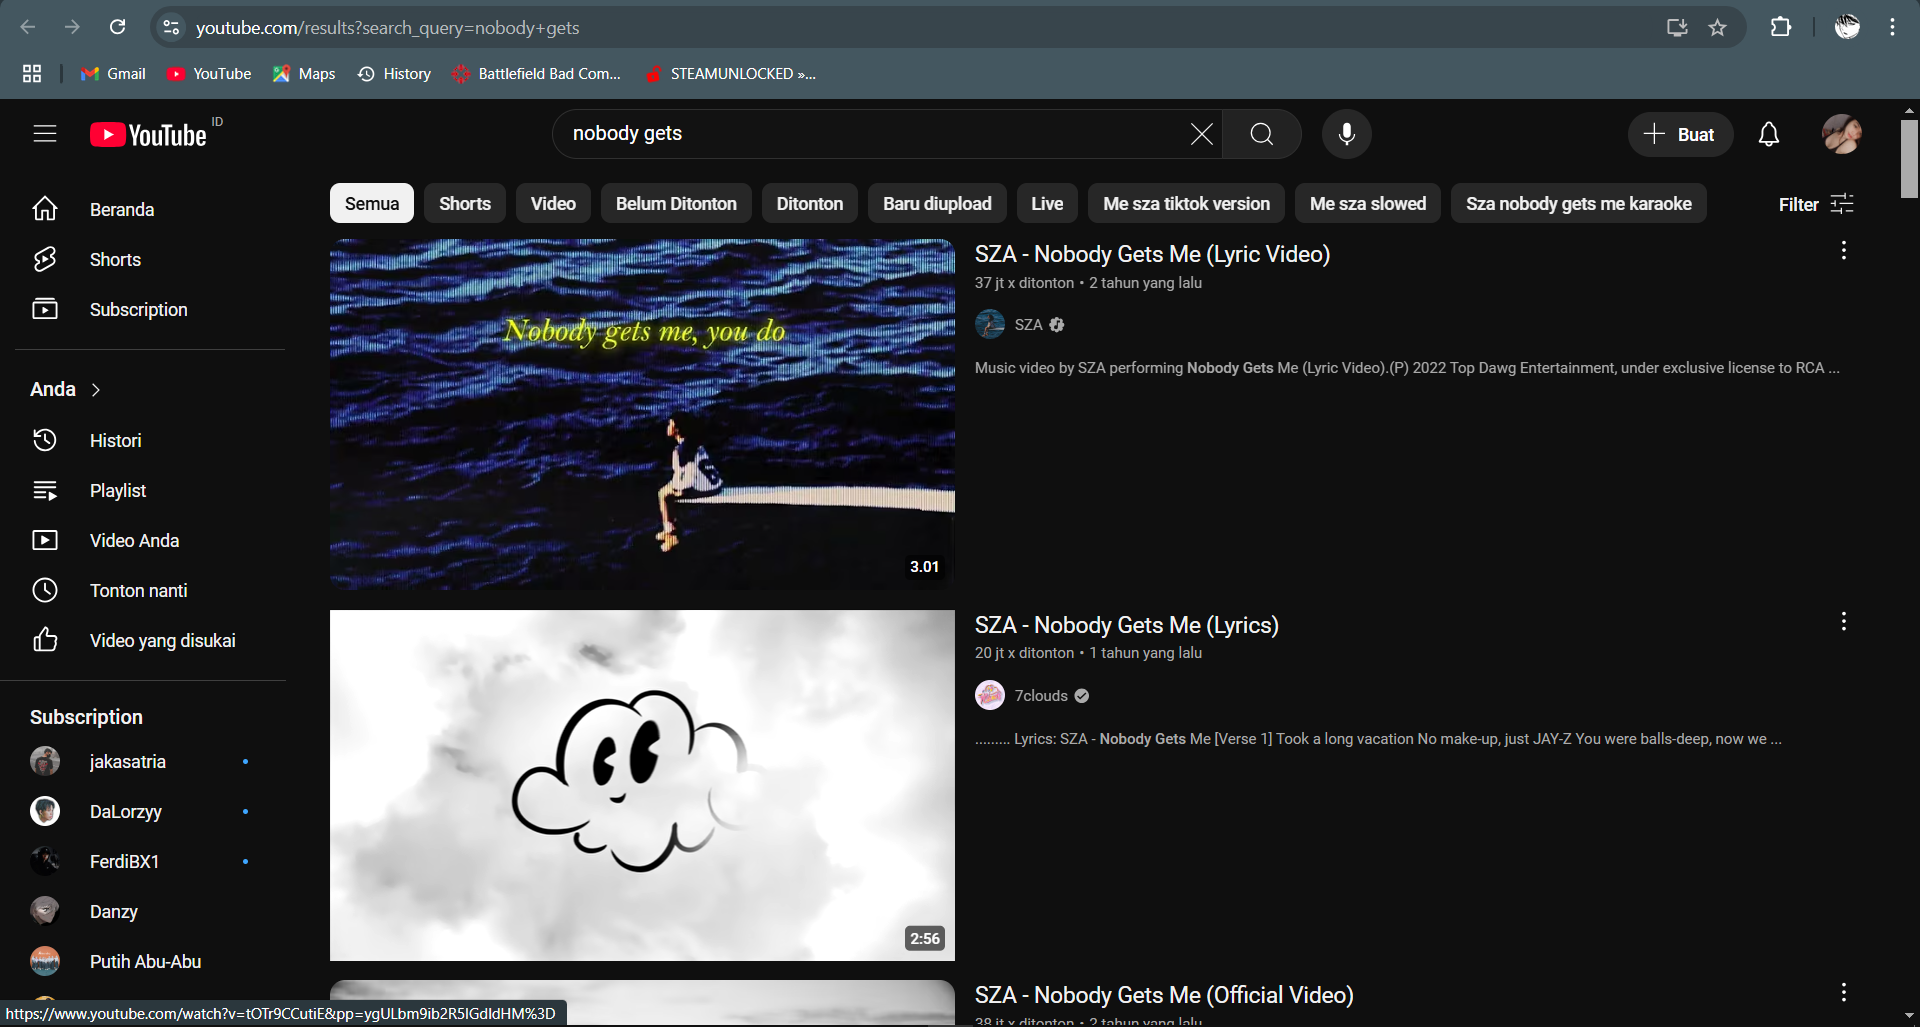 youtube.com/results?search_query=nobody+gets
Gmail
YouTube
Maps
History
Battlefield Bad Com...
STEAMUNLOCKED »...
YouTube ID
nobody gets
Buat
Beranda
Shorts
Subscription
Anda
Histori
Playlist
Video Anda
Tonton nanti
Video yang disukai
Subscription
jakasatria
DaLorzyy
FerdiBX1
Danzy
Putih Abu-Abu
Semua
Shorts
Video
Belum Ditonton
Ditonton
Baru diupload
Live
Me sza tiktok version
Me sza slowed
Sza nobody gets me karaoke
Filter
Nobody gets me, you do
3.01
SZA - Nobody Gets Me (Lyric Video)
37 jt x ditonton • 2 tahun yang lalu
SZA
Music video by SZA performing Nobody Gets Me (Lyric Video).(P) 2022 Top Dawg Entertainment, under exclusive license to RCA ...
2:56
SZA - Nobody Gets Me (Lyrics)
20 jt x ditonton • 1 tahun yang lalu
7clouds
......... Lyrics: SZA - Nobody Gets Me [Verse 1] Took a long vacation No make-up, just JAY-Z You were balls-deep, now we ...
SZA - Nobody Gets Me (Official Video)
38 jt x ditonton • 2 tahun yang lalu
https://www.youtube.com/watch?v=tOTr9CCutiE&pp=ygULbm9ib2R5IGdldHM%3D